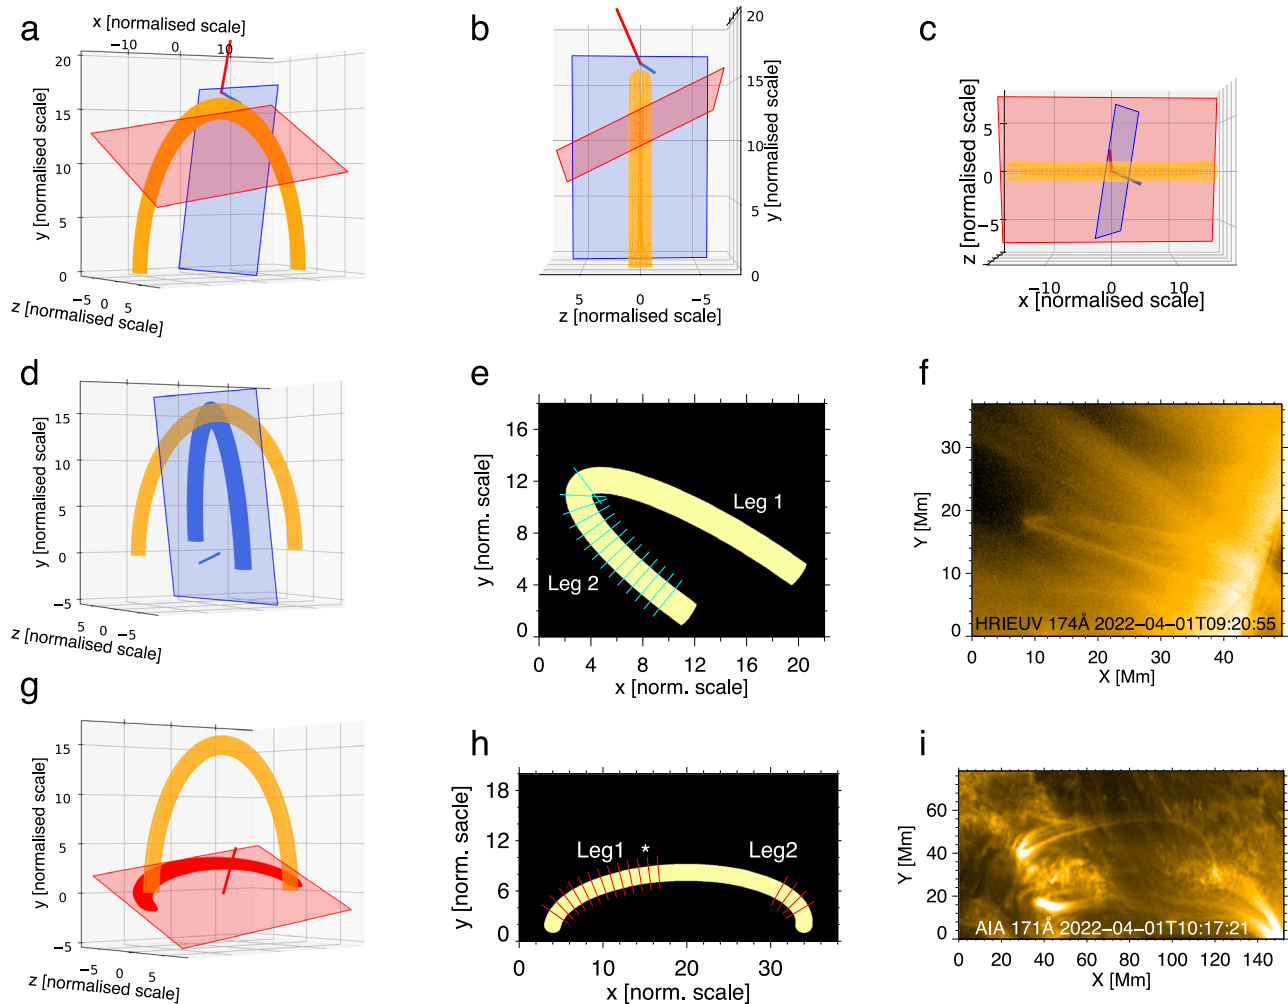 a
x [normalised scale]
−10 0 10
20
15
10
5
0
y [normalised scale]
−5 0 5
z [normalised scale]
b
20
15
10
5
0
y [normalised scale]
5 0 −5
z [normalised scale]
c
5
0
−5
z [normalised scale]
−10 0 10
x [normalised scale]
d
15
10
5
0
−5
y [normalised scale]
5 0 −5
z [normalised scale]
e
16
12
8
4
0
y [norm. scale]
Leg 1
Leg 2
0 4 8 12 16 20
x [norm. scale]
f
30
20
10
0
Y [Mm]
HRIEUV 174Å 2022−04−01T09:20:55
0 10 20 30 40
X [Mm]
g
15
10
5
0
−5
y [normalised scale]
−5 0 5
z [normalised scale]
h
18
12
6
0
y [norm. sacle]
Leg1 * Leg2
0 10 20 30
x [norm. scale]
i
60
40
20
0
Y [Mm]
AIA 171Å 2022−04−01T10:17:21
0 20 40 60 80 100 120 140
X [Mm]